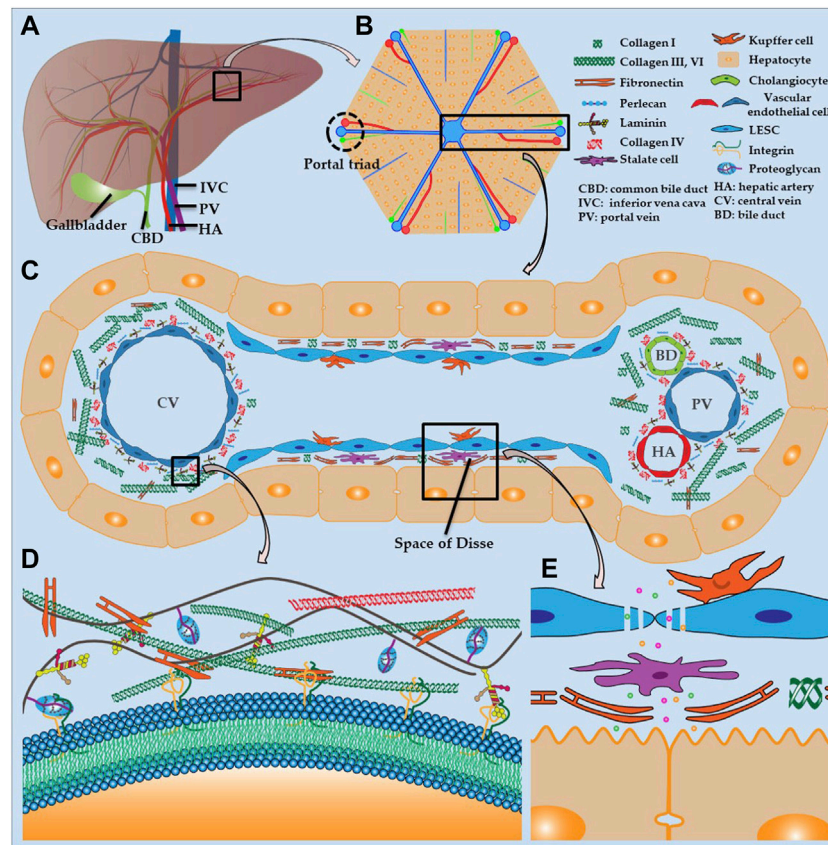 A
Gallbladder
CBD
IVC
PV
HA
B
Portal triad
Collagen I
Collagen III, VI
Fibronectin
Perlecan
Laminin
Collagen IV
Stalate cell
Kupffer cell
Hepatocyte
Cholangiocyte
Vascular
endothelial cell
LESC
Integrin
Proteoglycan
CBD: common bile duct
IVC: inferior vena cava
PV: portal vein
HA: hepatic artery
CV: central vein
BD: bile duct
C
CV
BD
PV
HA
Space of Disse
D
E